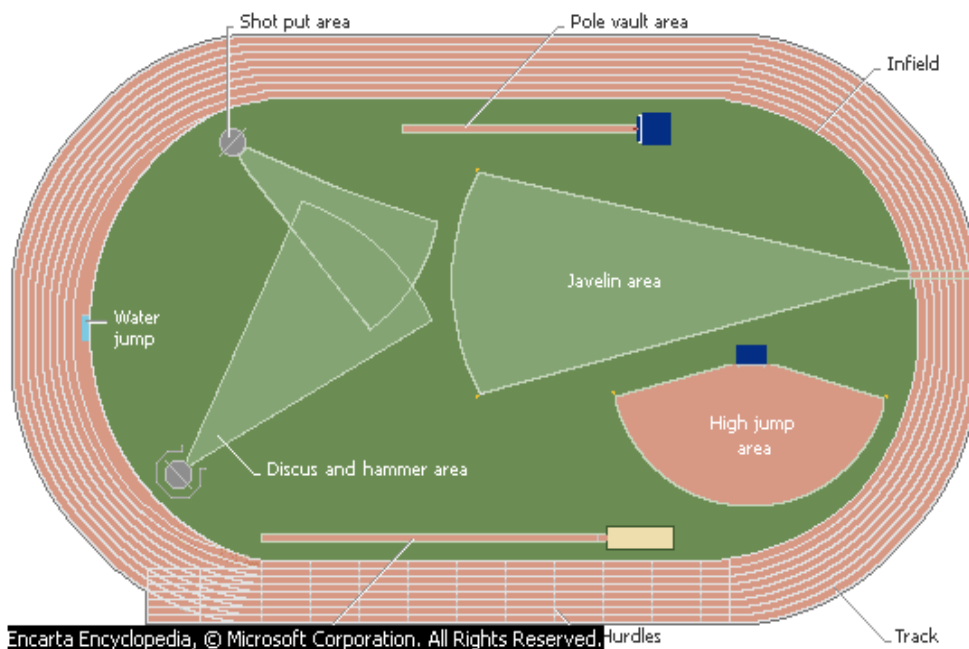 Shot put area
Pole vault area
Infield
Javelin area
Water
jump
High jump
area
Discus and hammer area
Hurdles
Track
Encarta Encyclopedia, © Microsoft Corporation. All Rights Reserved.